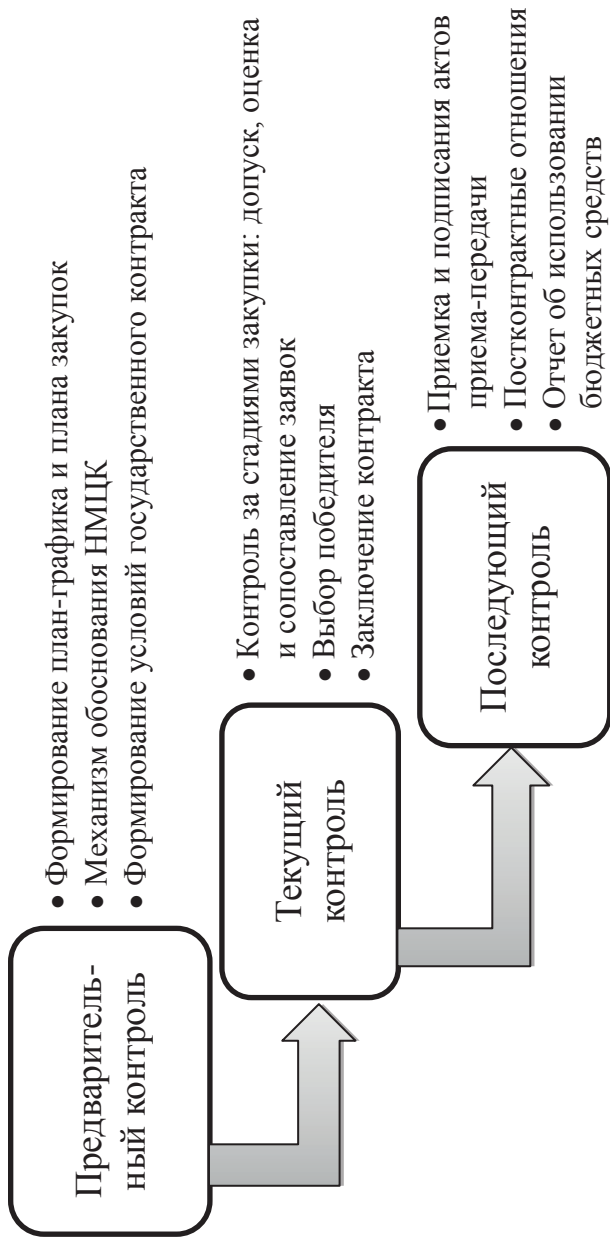 Предваритель-
ный контроль
• Формирование план-графика и плана закупок
• Механизм обоснования НМЦК
• Формирование условий государственного контракта
Текущий
контроль
• Контроль за стадиями закупки: допуск, оценка
и сопоставление заявок
• Выбор победителя
• Заключение контракта
Последующий
контроль
• Приемка и подписания актов
приема-передачи
• Постконтрактные отношения
• Отчет об использовании
бюджетных средств